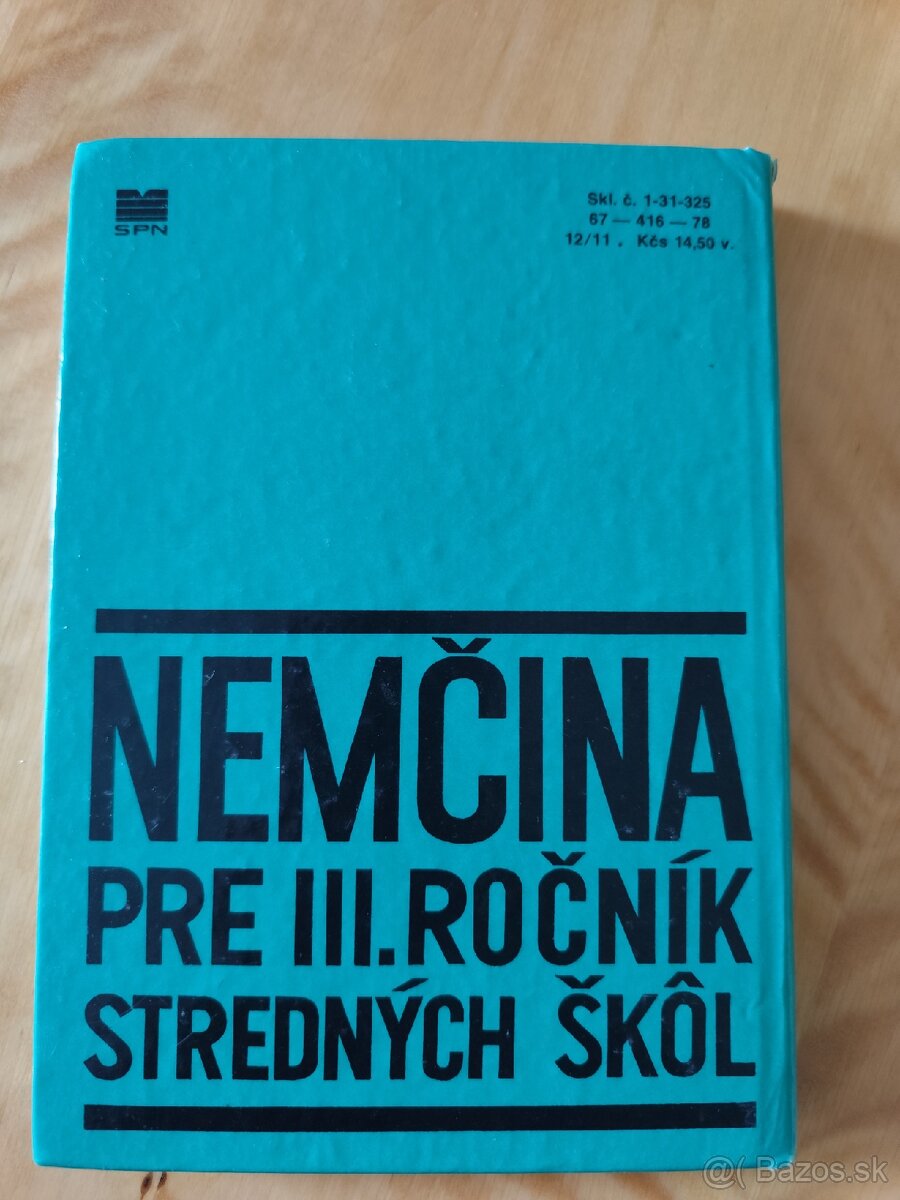 SPN
Skl. č. 1-31-325
67 — 416 — 78
12/11 . Kčs 14,50 v.
NEMČINA
PRE III. ROČNÍK
STREDNÝCH ŠKÔL
@( Bazos.sk